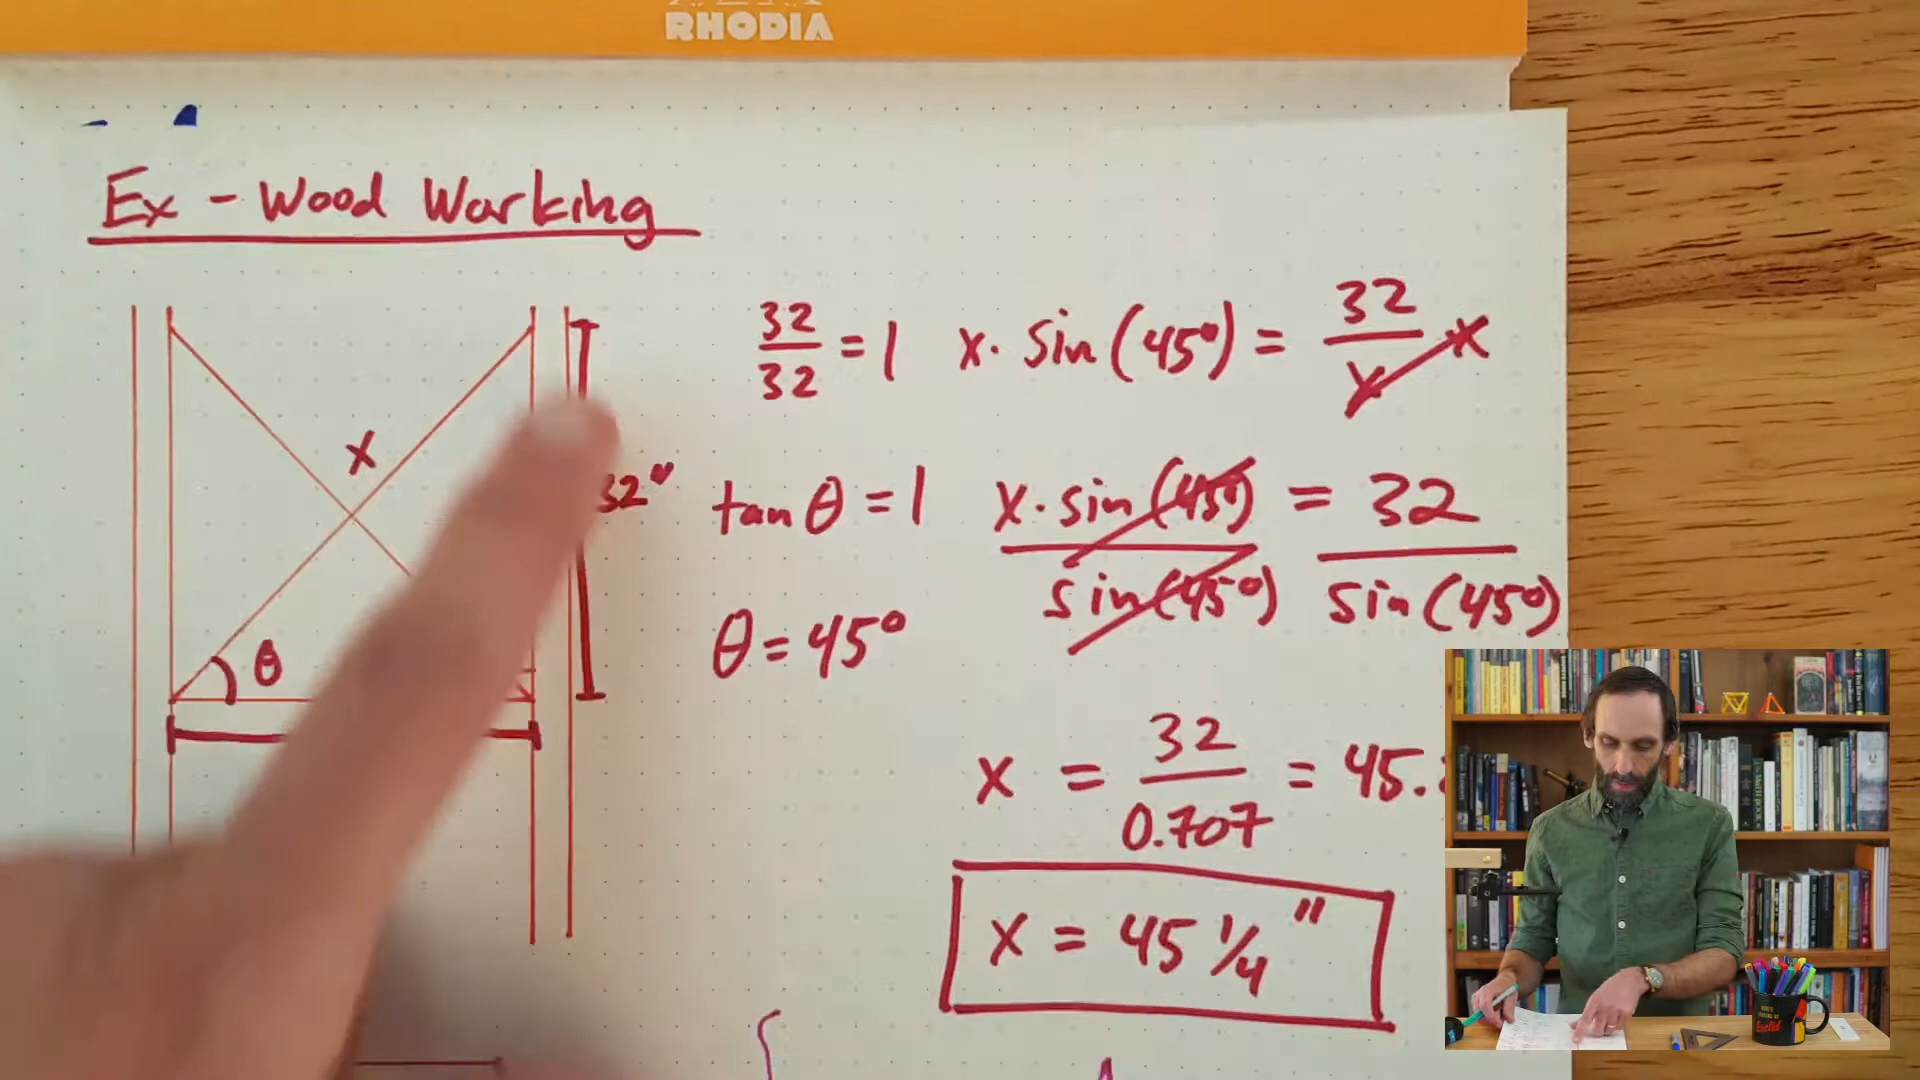 RHODIA
Ex - Wood Working
32/32 = 1
x · sin(45°) = 32/x x
x
32"
tan θ = 1
x · sin(45°)/sin(45°) = 32/sin(45°)
θ
θ = 45°
x = 32/0.707 = 45.
x = 45 1/4"
Euclid